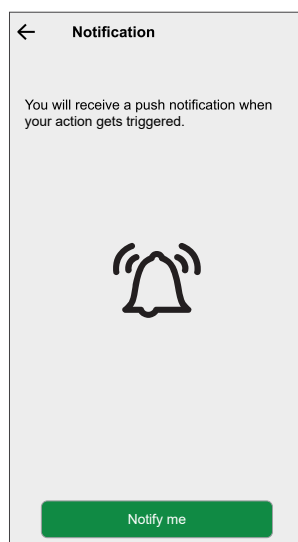 Notification
You will receive a push notification when
your action gets triggered.
Notify me